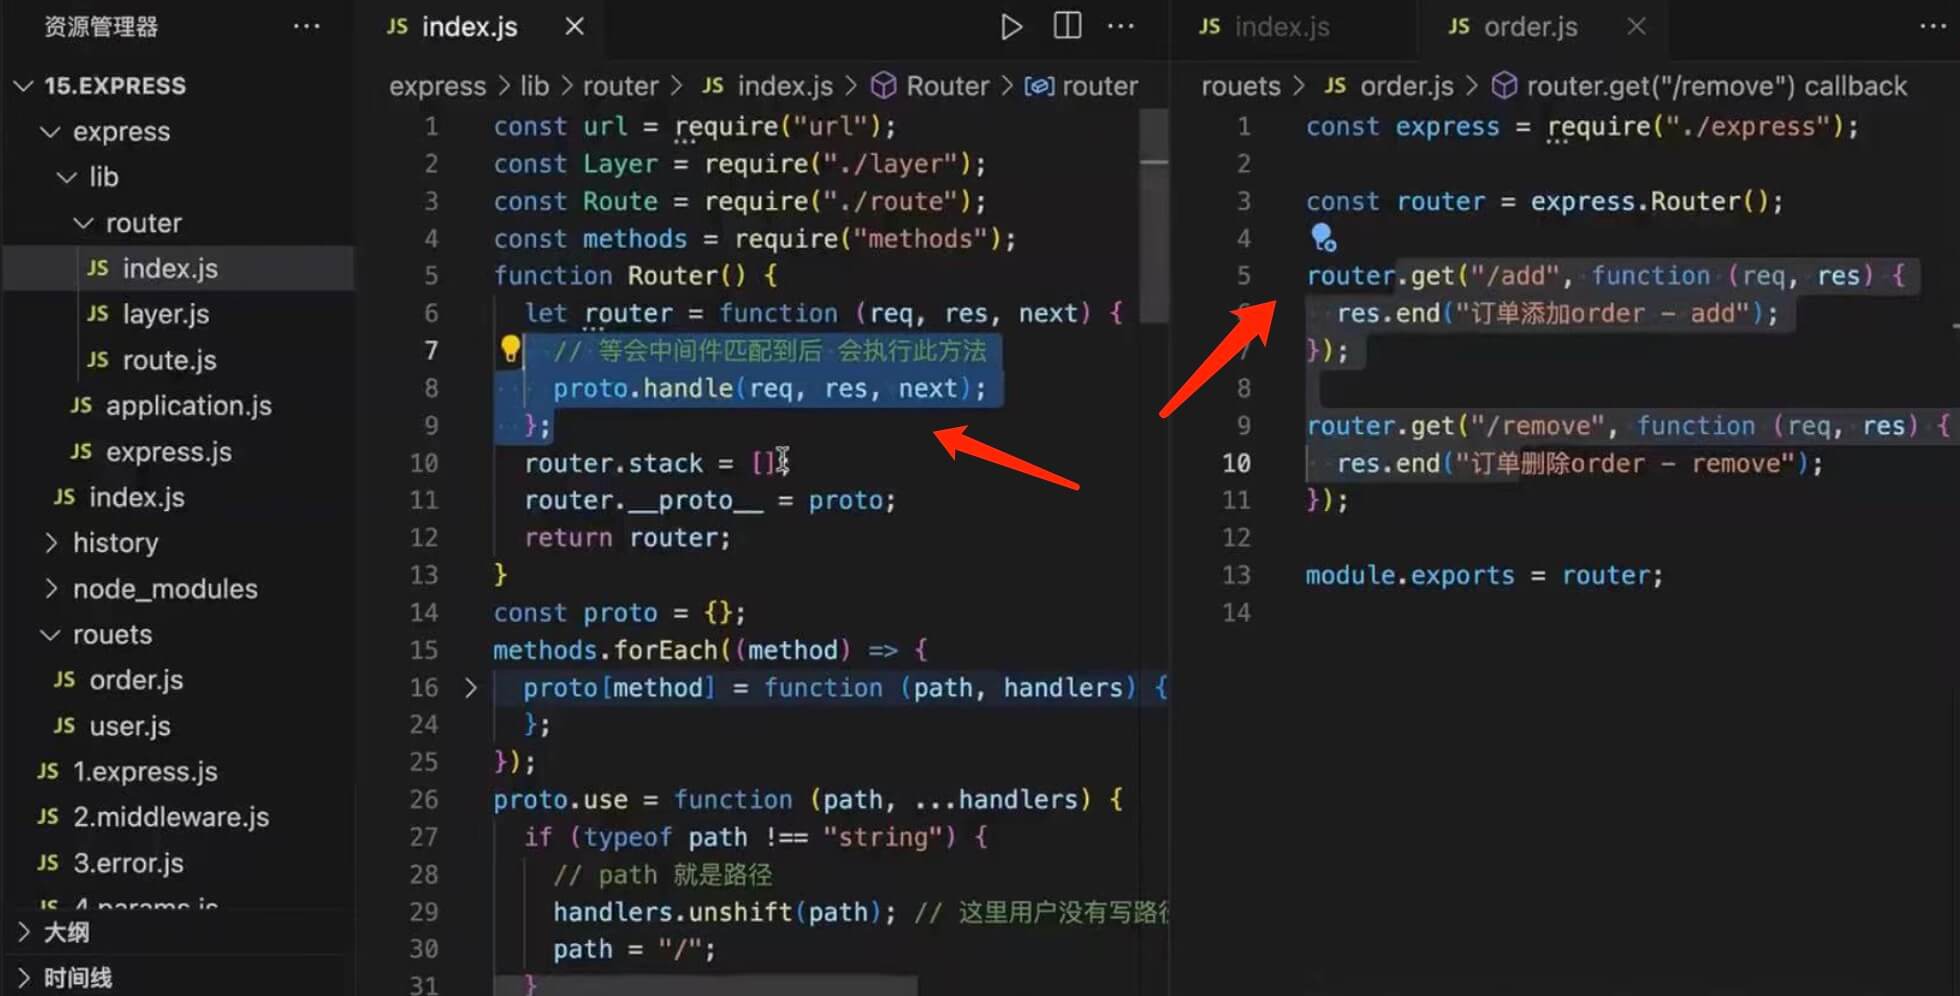 资源管理器 ···
15.EXPRESS
express
lib
router
JS index.js
JS layer.js
JS route.js
JS application.js
JS express.js
JS index.js
history
node_modules
rouets
JS order.js
JS user.js
JS 1.express.js
JS 2.middleware.js
JS 3.error.js
JS 4.params.js
大纲
时间线
JS index.js
express > lib > router > JS index.js > Router > router
1 const url = require("url");
2 const Layer = require("./layer");
3 const Route = require("./route");
4 const methods = require("methods");
5 function Router() {
6 let router = function (req, res, next) {
7 // 等会中间件匹配到后 会执行此方法
8 proto.handle(req, res, next);
9 };
10 router.stack = []
11 router.__proto__ = proto;
12 return router;
13 }
14 const proto = {};
15 methods.forEach((method) => {
16 proto[method] = function (path, handlers) {
24 };
25 });
26 proto.use = function (path, ...handlers) {
27 if (typeof path !== "string") {
28 // path 就是路径
29 handlers.unshift(path); // 这里用户没有写路径
30 path = "/";
31 }
JS index.js JS order.js
rouets > JS order.js > router.get("/remove") callback
1 const express = require("./express");
2
3 const router = express.Router();
4
5 router.get("/add", function (req, res) {
6 res.end("订单添加order - add");
7 });
8
9 router.get("/remove", function (req, res) {
10 res.end("订单删除order - remove");
11 });
12
13 module.exports = router;
14